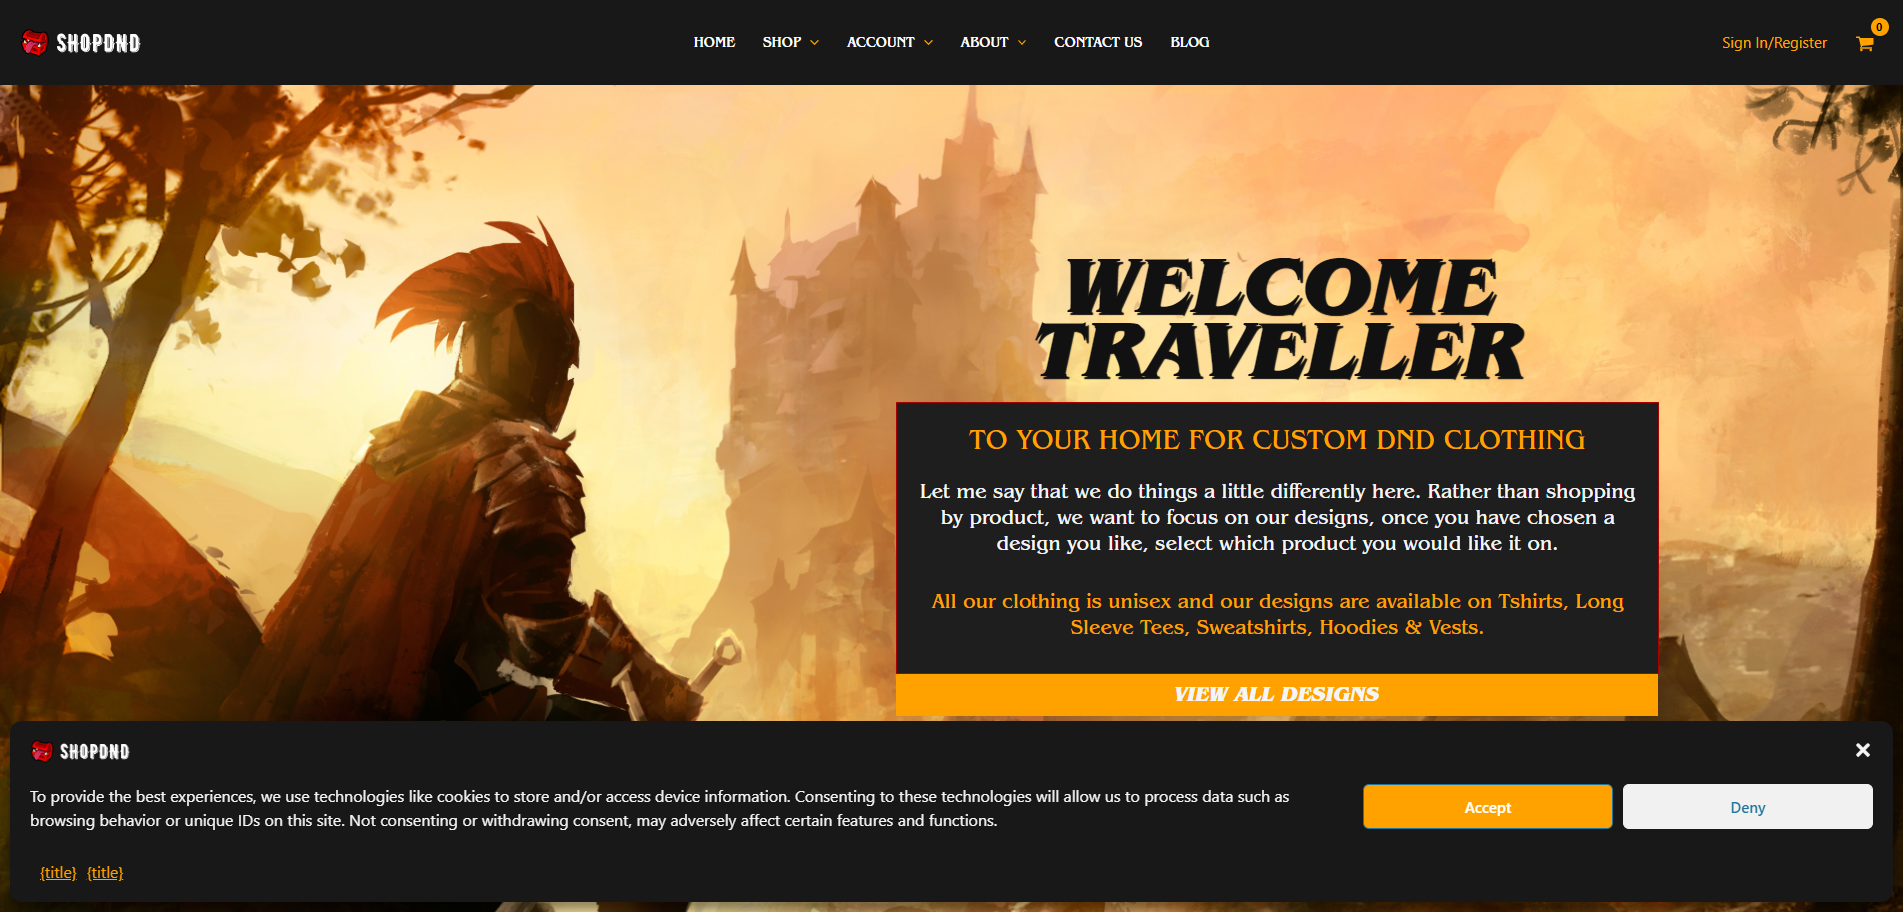 SHOPDND
HOME SHOP ACCOUNT ABOUT CONTACT US BLOG
Sign In/Register
0
WELCOME
TRAVELLER
TO YOUR HOME FOR CUSTOM DND CLOTHING
Let me say that we do things a little differently here. Rather than shopping
by product, we want to focus on our designs, once you have chosen a
design you like, select which product you would like it on.
All our clothing is unisex and our designs are available on Tshirts, Long
Sleeve Tees, Sweatshirts, Hoodies & Vests.
VIEW ALL DESIGNS
SHOPDND
To provide the best experiences, we use technologies like cookies to store and/or access device information. Consenting to these technologies will allow us to process data such as
browsing behavior or unique IDs on this site. Not consenting or withdrawing consent, may adversely affect certain features and functions.
Accept
Deny
{title} {title}